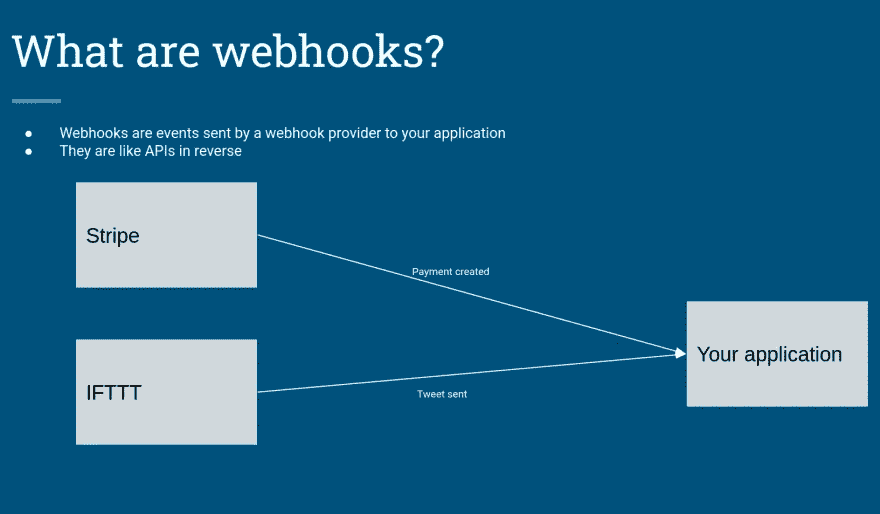 What are webhooks?
● Webhooks are events sent by a webhook provider to your application
● They are like APIs in reverse
Stripe
Payment created
Your application
IFTTT
Tweet sent